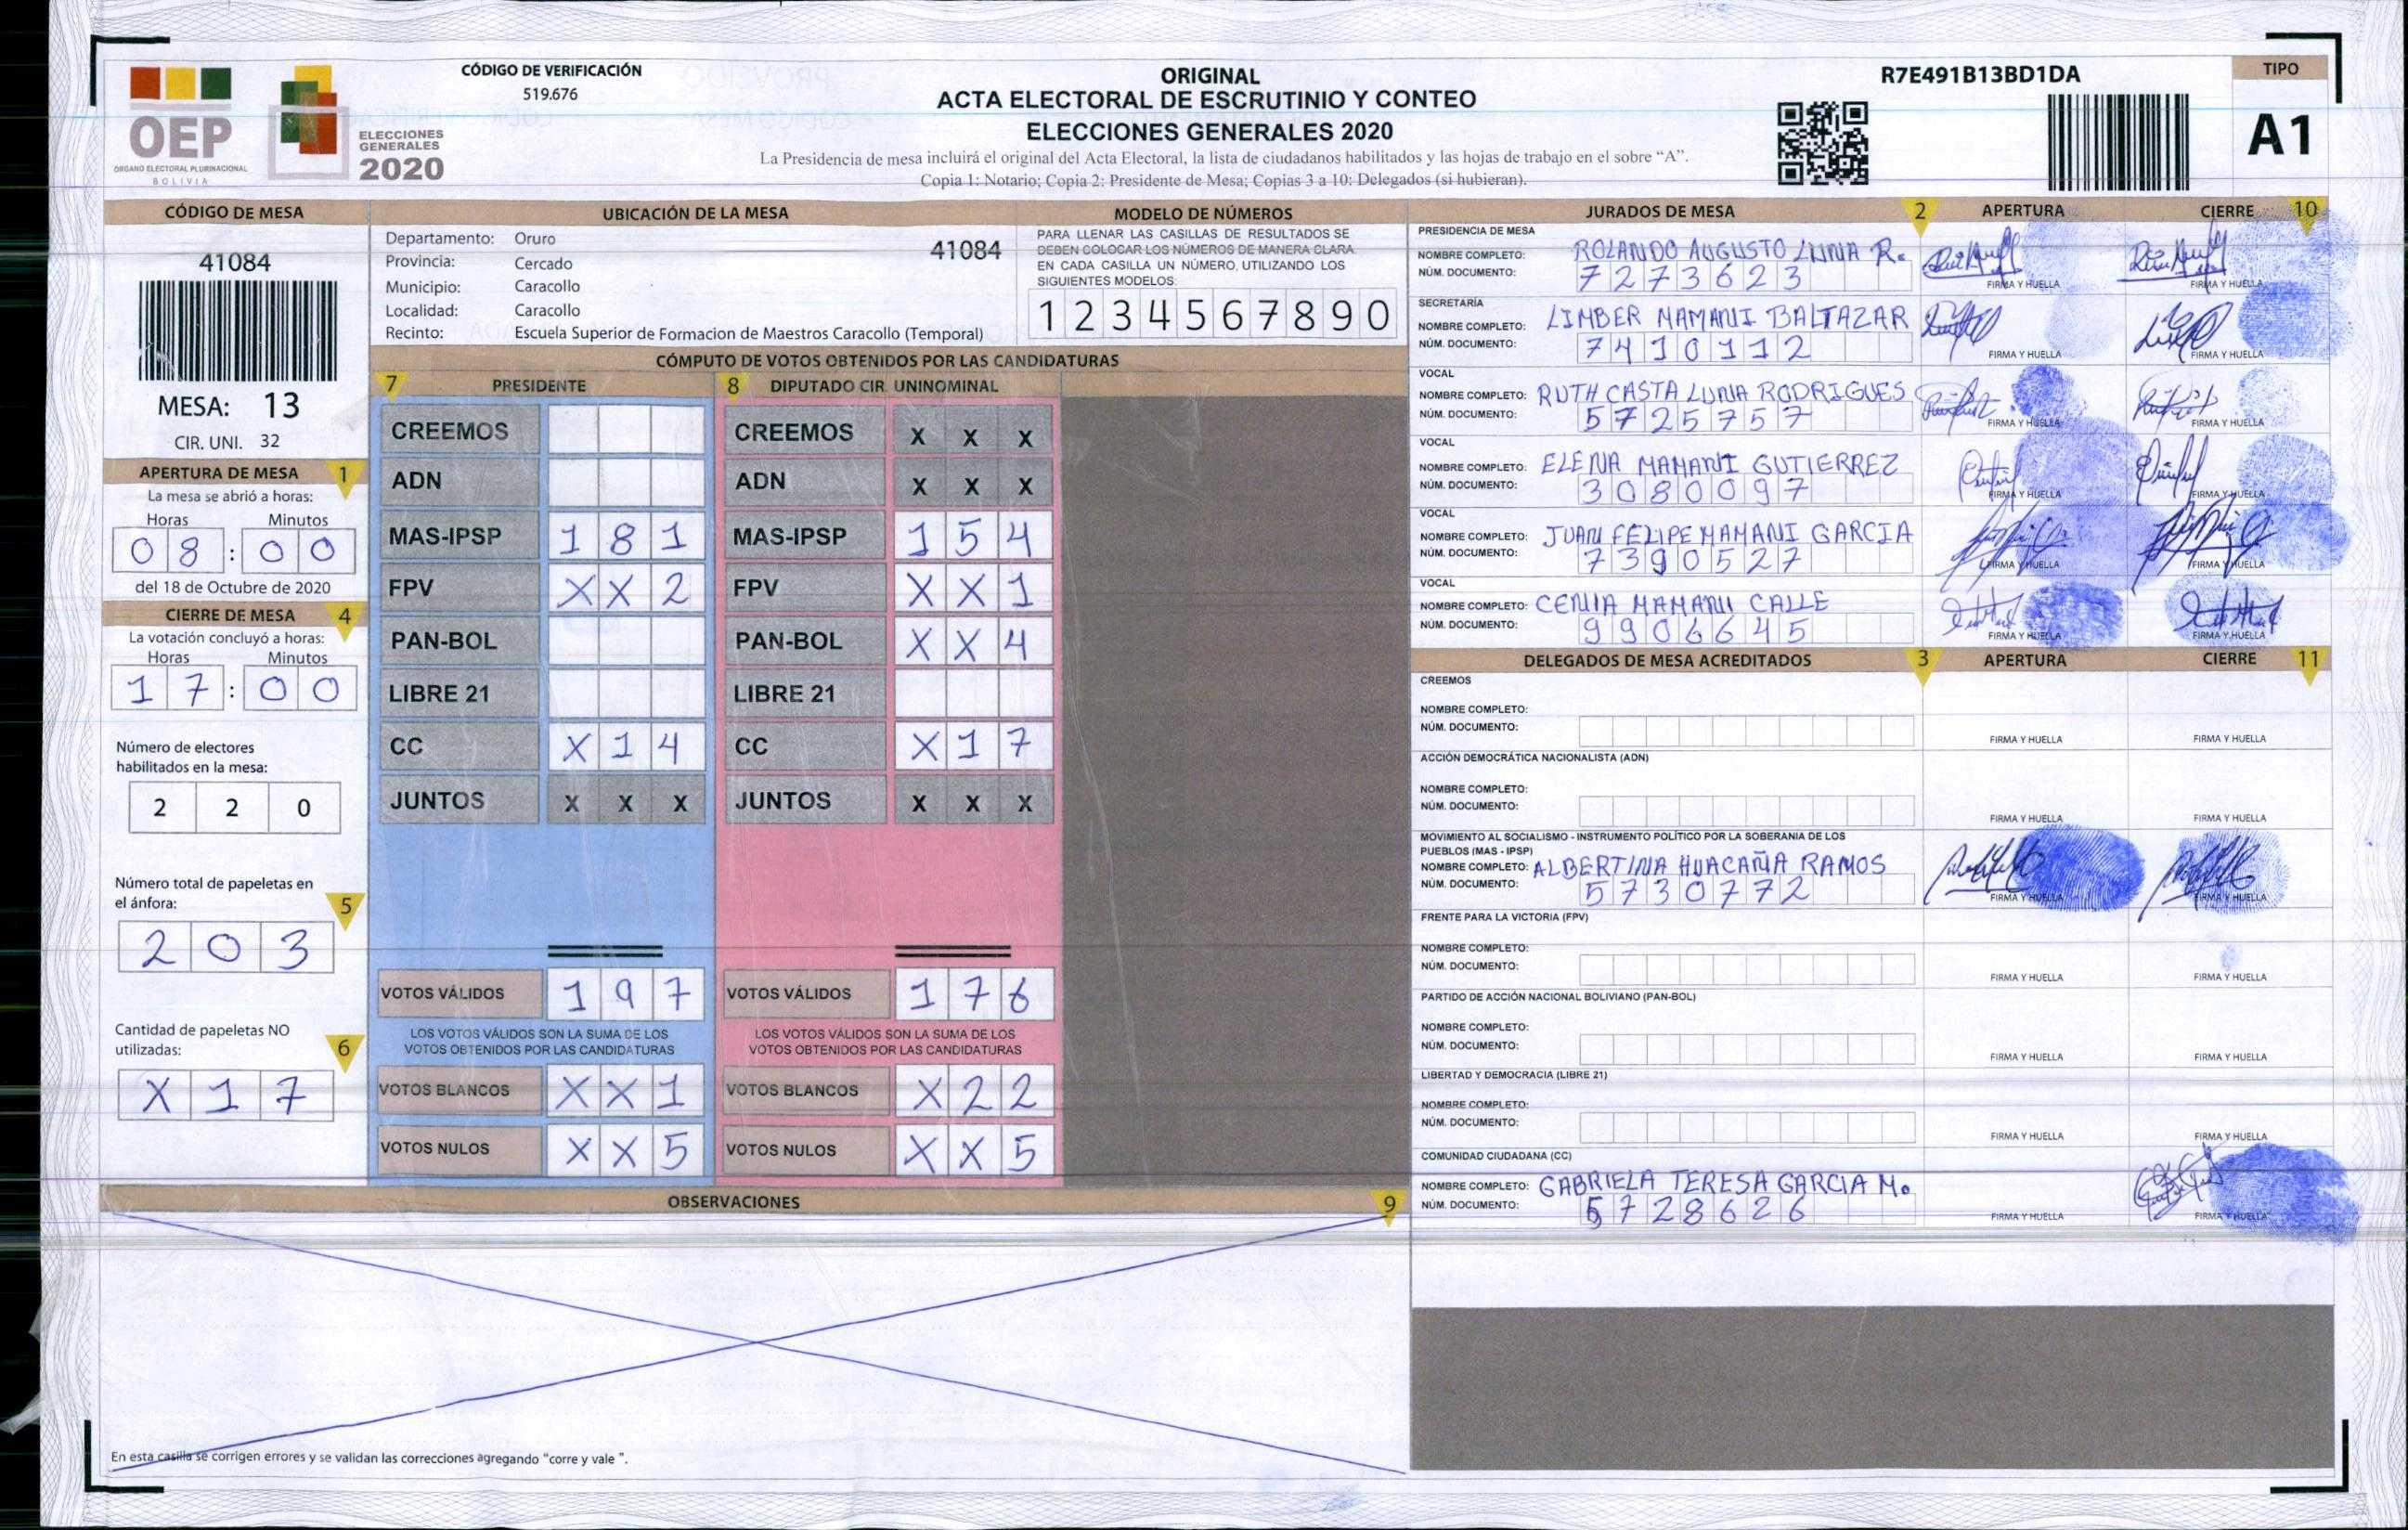 OEP
ÓRGANO ELECTORAL PLURINACIONAL
BOLIVIA
ELECCIONES
GENERALES
2020
CÓDIGO DE VERIFICACIÓN
519.676
ORIGINAL
ACTA ELECTORAL DE ESCRUTINIO Y CONTEO
ELECCIONES GENERALES 2020
La Presidencia de mesa incluirá el original del Acta Electoral, la lista de ciudadanos habilitados y las hojas de trabajo en el sobre “A”.
Copia 1: Notario; Copia 2: Presidente de Mesa; Copias 3 a 10: Delegados (si hubieran).
R7E491B13BD1DA
TIPO
A1
CÓDIGO DE MESA
41084
MESA: 13
CIR. UNI. 32
APERTURA DE MESA 1
La mesa se abrió a horas:
Horas Minutos
08:00
del 18 de Octubre de 2020
CIERRE DE MESA 4
La votación concluyó a horas:
Horas Minutos
17:00
Número de electores
habilitados en la mesa:
2 2 0
Número total de papeletas en
el ánfora: 5
2 0 3
Cantidad de papeletas NO
utilizadas: 6
X 1 7
UBICACIÓN DE LA MESA
Departamento: Oruro 41084
Provincia: Cercado
Municipio: Caracollo
Localidad: Caracollo
Recinto: Escuela Superior de Formacion de Maestros Caracollo (Temporal)
MODELO DE NÚMEROS
PARA LLENAR LAS CASILLAS DE RESULTADOS SE
DEBEN COLOCAR LOS NÚMEROS DE MANERA CLARA.
EN CADA CASILLA UN NÚMERO, UTILIZANDO LOS
SIGUIENTES MODELOS:
1 2 3 4 5 6 7 8 9 0
CÓMPUTO DE VOTOS OBTENIDOS POR LAS CANDIDATURAS
7 PRESIDENTE
CREEMOS
ADN
MAS-IPSP 1 8 1
FPV X X 2
PAN-BOL
LIBRE 21
CC X 1 4
JUNTOS X X X
VOTOS VÁLIDOS 1 9 7
LOS VOTOS VÁLIDOS SON LA SUMA DE LOS
VOTOS OBTENIDOS POR LAS CANDIDATURAS
VOTOS BLANCOS X X 1
VOTOS NULOS X X 5
8 DIPUTADO CIR. UNINOMINAL
CREEMOS X X X
ADN X X X
MAS-IPSP 1 5 4
FPV X X 1
PAN-BOL X X 4
LIBRE 21
CC X 1 7
JUNTOS X X X
VOTOS VÁLIDOS 1 7 6
LOS VOTOS VÁLIDOS SON LA SUMA DE LOS
VOTOS OBTENIDOS POR LAS CANDIDATURAS
VOTOS BLANCOS X 2 2
VOTOS NULOS X X 5
OBSERVACIONES 9
En esta casilla se corrigen errores y se validan las correcciones agregando “corre y vale ”.
JURADOS DE MESA 2 APERTURA CIERRE 10
PRESIDENCIA DE MESA
NOMBRE COMPLETO: ROLANDO AUGUSTO LUNA R.
NÚM. DOCUMENTO: 7273623
FIRMA Y HUELLA FIRMA Y HUELLA
SECRETARÍA
NOMBRE COMPLETO: LIMBER MAMANI BALTAZAR
NÚM. DOCUMENTO: 7410112
FIRMA Y HUELLA FIRMA Y HUELLA
VOCAL
NOMBRE COMPLETO: RUTH CASTA LUNA RODRIGUES
NÚM. DOCUMENTO: 5725757
FIRMA Y HUELLA FIRMA Y HUELLA
VOCAL
NOMBRE COMPLETO: ELENA MAMANI GUTIERREZ
NÚM. DOCUMENTO: 3080097
FIRMA Y HUELLA FIRMA Y HUELLA
VOCAL
NOMBRE COMPLETO: JUAN FELIPE MAMANI GARCIA
NÚM. DOCUMENTO: 7390527
FIRMA Y HUELLA FIRMA Y HUELLA
VOCAL
NOMBRE COMPLETO: CENIA MAMANI CALLE
NÚM. DOCUMENTO: 9906645
FIRMA Y HUELLA FIRMA Y HUELLA
DELEGADOS DE MESA ACREDITADOS 3 APERTURA CIERRE 11
CREEMOS
NOMBRE COMPLETO:
NÚM. DOCUMENTO:
FIRMA Y HUELLA FIRMA Y HUELLA
ACCIÓN DEMOCRÁTICA NACIONALISTA (ADN)
NOMBRE COMPLETO:
NÚM. DOCUMENTO:
FIRMA Y HUELLA FIRMA Y HUELLA
MOVIMIENTO AL SOCIALISMO - INSTRUMENTO POLÍTICO POR LA SOBERANIA DE LOS
PUEBLOS (MAS - IPSP)
NOMBRE COMPLETO: ALBERTINA HUACAÑA RAMOS
NÚM. DOCUMENTO: 5730772
FIRMA Y HUELLA FIRMA Y HUELLA
FRENTE PARA LA VICTORIA (FPV)
NOMBRE COMPLETO:
NÚM. DOCUMENTO:
FIRMA Y HUELLA FIRMA Y HUELLA
PARTIDO DE ACCIÓN NACIONAL BOLIVIANO (PAN-BOL)
NOMBRE COMPLETO:
NÚM. DOCUMENTO:
FIRMA Y HUELLA FIRMA Y HUELLA
LIBERTAD Y DEMOCRACIA (LIBRE 21)
NOMBRE COMPLETO:
NÚM. DOCUMENTO:
FIRMA Y HUELLA FIRMA Y HUELLA
COMUNIDAD CIUDADANA (CC)
NOMBRE COMPLETO: GABRIELA TERESA GARCIA M.
NÚM. DOCUMENTO: 5728626
FIRMA Y HUELLA FIRMA Y HUELLA